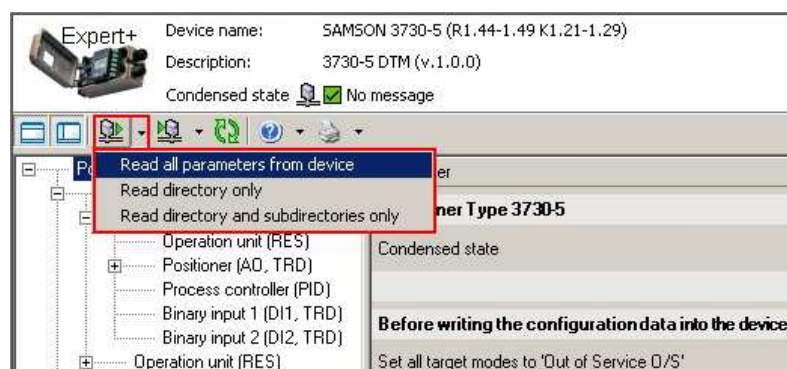 Expert+
Device name: SAMSON 3730-5 (R1.44-1.49 K1.21-1.29)
Description: 3730-5 DTM (v.1.0.0)
Condensed state No message
Read all parameters from device
Read directory only
Read directory and subdirectories only
Po
er
ner Type 3730-5
Operation unit (RES)
Condensed state
Positioner (AO, TRD)
Process controller (PID)
Binary input 1 (DI1, TRD)
Before writing the configuration data into the device
Binary input 2 (DI2, TRD)
Operation unit (RES)
Set all target modes to 'Out of Service O/S'